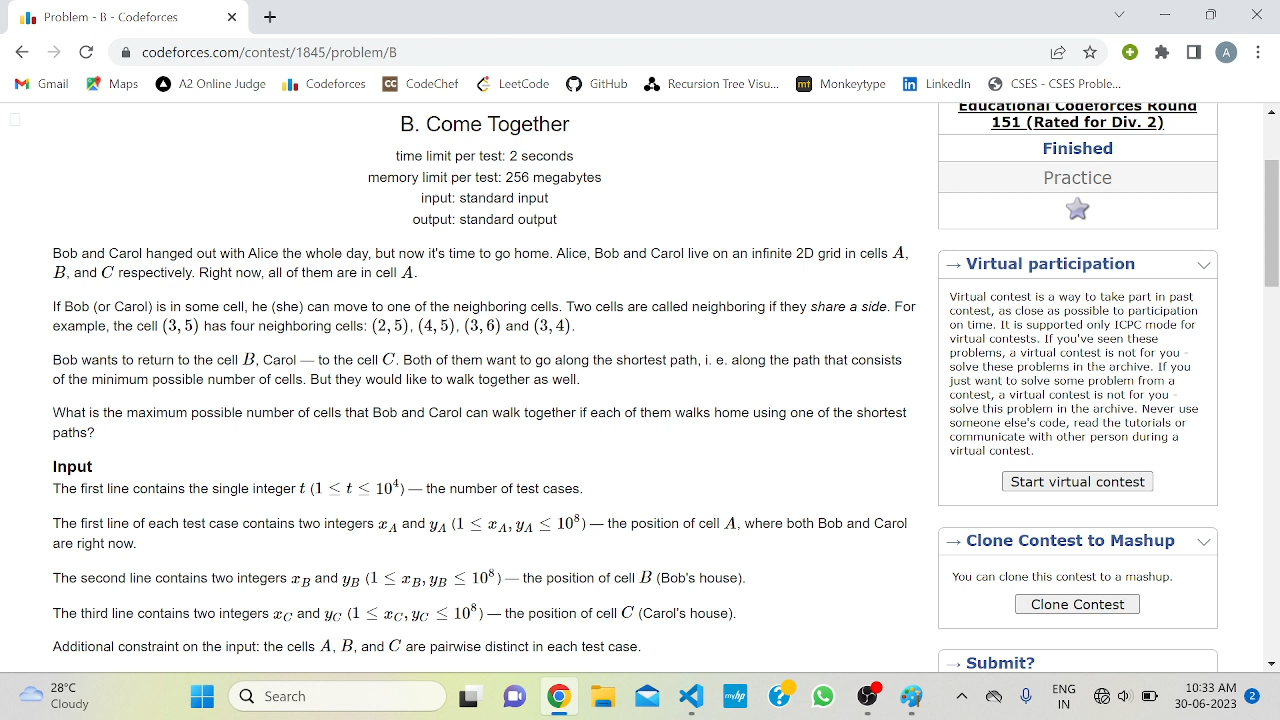 Problem - B - Codeforces
codeforces.com/contest/1845/problem/B
A
Gmail Maps A2 Online Judge Codeforces CodeChef LeetCode GitHub Recursion Tree Visu... Monkeytype LinkedIn CSES - CSES Proble...
B. Come Together
time limit per test: 2 seconds
memory limit per test: 256 megabytes
input: standard input
output: standard output
Bob and Carol hanged out with Alice the whole day, but now it's time to go home. Alice, Bob and Carol live on an infinite 2D grid in cells A,
B, and C respectively. Right now, all of them are in cell A.
If Bob (or Carol) is in some cell, he (she) can move to one of the neighboring cells. Two cells are called neighboring if they share a side. For
example, the cell (3, 5) has four neighboring cells: (2, 5), (4, 5), (3, 6) and (3, 4).
Bob wants to return to the cell B, Carol — to the cell C. Both of them want to go along the shortest path, i. e. along the path that consists
of the minimum possible number of cells. But they would like to walk together as well.
What is the maximum possible number of cells that Bob and Carol can walk together if each of them walks home using one of the shortest
paths?
Input
The first line contains the single integer t (1 ≤ t ≤ 10⁴) — the number of test cases.
The first line of each test case contains two integers x_A and y_A (1 ≤ x_A, y_A ≤ 10⁸) — the position of cell A, where both Bob and Carol
are right now.
The second line contains two integers x_B and y_B (1 ≤ x_B, y_B ≤ 10⁸) — the position of cell B (Bob's house).
The third line contains two integers x_C and y_C (1 ≤ x_C, y_C ≤ 10⁸) — the position of cell C (Carol's house).
Additional constraint on the input: the cells A, B, and C are pairwise distinct in each test case.
Educational Codeforces Round
151 (Rated for Div. 2)
Finished
Practice
→ Virtual participation
Virtual contest is a way to take part in past
contest, as close as possible to participation
on time. It is supported only ICPC mode for
virtual contests. If you've seen these
problems, a virtual contest is not for you -
solve these problems in the archive. If you
just want to solve some problem from a
contest, a virtual contest is not for you -
solve this problem in the archive. Never use
someone else's code, read the tutorials or
communicate with other person during a
virtual contest.
Start virtual contest
→ Clone Contest to Mashup
You can clone this contest to a mashup.
Clone Contest
→ Submit?
28°C
Cloudy
Search
myhp
ENG
IN
10:33 AM
30-06-2023
2